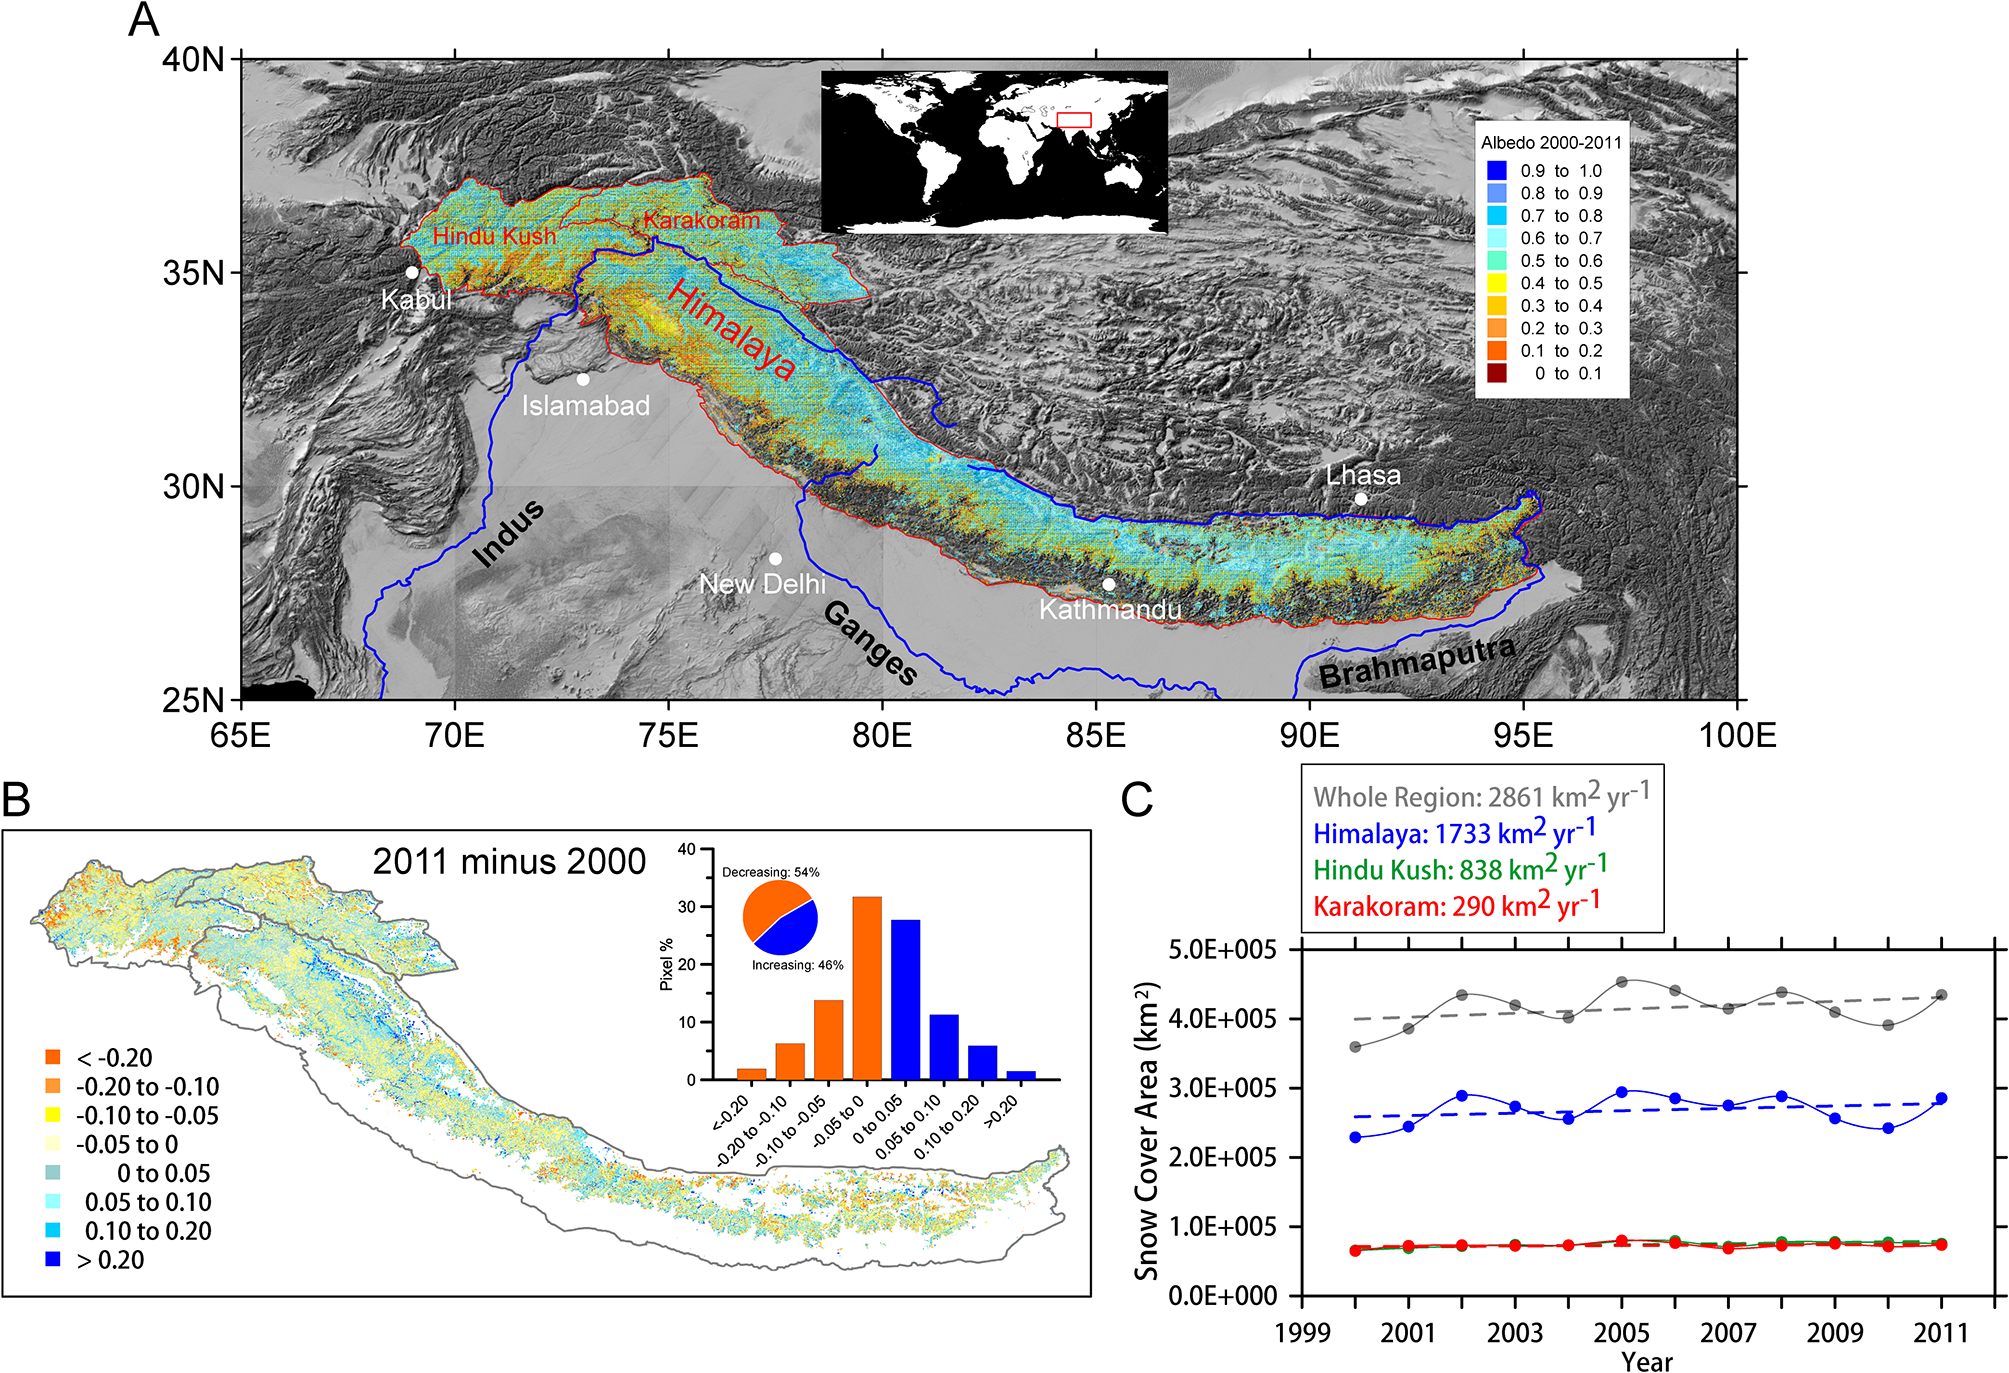 A
40N
35N
30N
25N
65E 70E 75E 80E 85E 90E 95E 100E
Albedo 2000-2011
0.9 to 1.0
0.8 to 0.9
0.7 to 0.8
0.6 to 0.7
0.5 to 0.6
0.4 to 0.5
0.3 to 0.4
0.2 to 0.3
0.1 to 0.2
0 to 0.1
Karakoram
Hindu Kush
Himalaya
Kabul
Islamabad
Lhasa
Indus
New Delhi
Kathmandu
Ganges
Brahmaputra
B
2011 minus 2000
< -0.20
-0.20 to -0.10
-0.10 to -0.05
-0.05 to 0
0 to 0.05
0.05 to 0.10
0.10 to 0.20
> 0.20
Pixel %
40
30
20
10
0
Decreasing: 54%
Increasing: 46%
<-0.20
-0.20 to -0.10
-0.10 to -0.05
-0.05 to 0
0 to 0.05
0.05 to 0.10
0.10 to 0.20
>0.20
C
Whole Region: 2861 km² yr⁻¹
Himalaya: 1733 km² yr⁻¹
Hindu Kush: 838 km² yr⁻¹
Karakoram: 290 km² yr⁻¹
Snow Cover Area (km²)
5.0E+005
4.0E+005
3.0E+005
2.0E+005
1.0E+005
0.0E+000
1999 2001 2003 2005 2007 2009 2011
Year